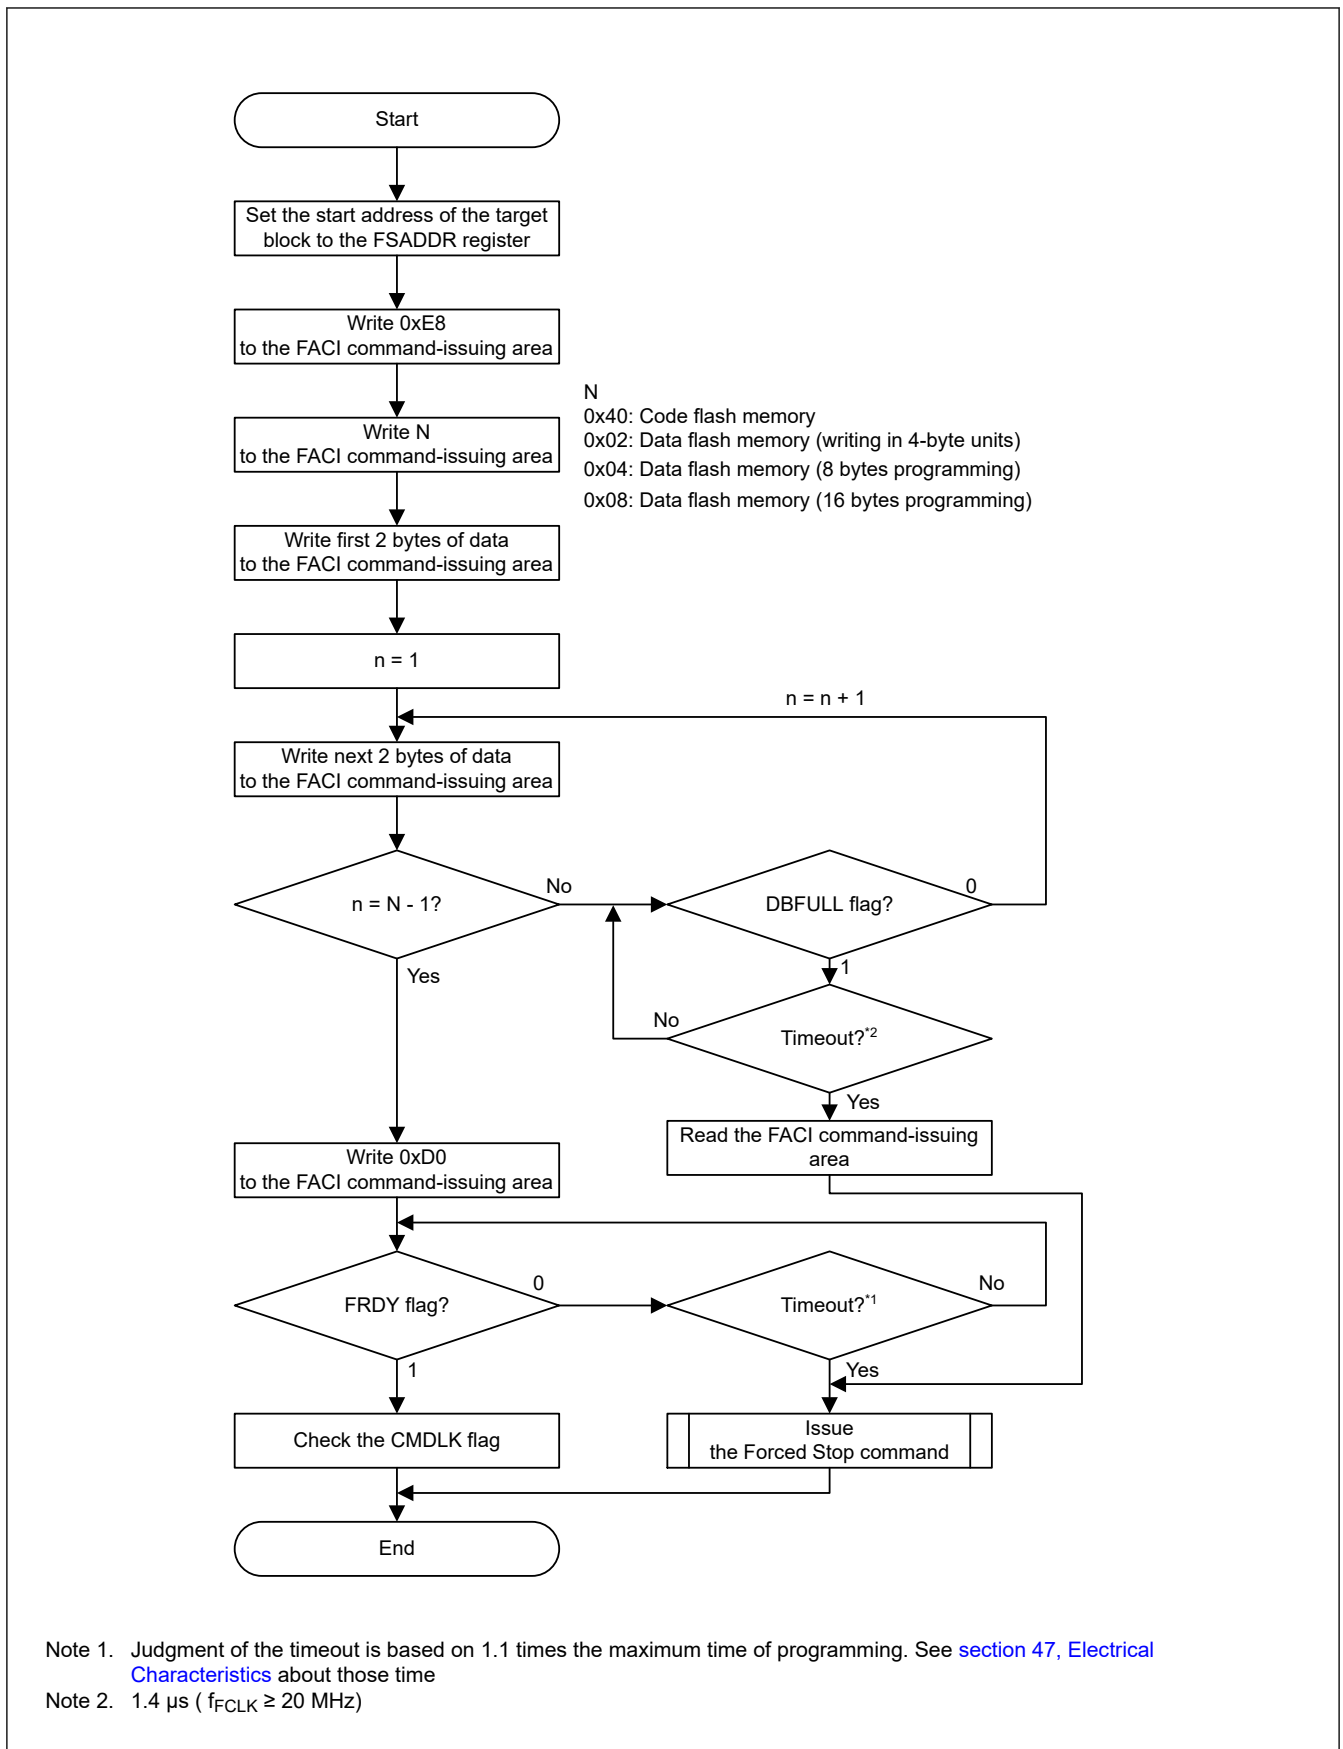 Start
Set the start address of the target
block to the FSADDR register
Write 0xE8
to the FACI command-issuing area
N
0x40: Code flash memory
0x02: Data flash memory (writing in 4-byte units)
0x04: Data flash memory (8 bytes programming)
0x08: Data flash memory (16 bytes programming)
Write N
to the FACI command-issuing area
Write first 2 bytes of data
to the FACI command-issuing area
n = 1
n = n + 1
Write next 2 bytes of data
to the FACI command-issuing area
n = N - 1?
No
DBFULL flag?
0
Yes
1
No
Timeout?*2
Yes
Read the FACI command-issuing
area
Write 0xD0
to the FACI command-issuing area
FRDY flag?
0
Timeout?*1
No
1
Yes
Check the CMDLK flag
Issue
the Forced Stop command
End
Note 1. Judgment of the timeout is based on 1.1 times the maximum time of programming. See section 47, Electrical
Characteristics about those time
Note 2. 1.4 µs ( fFCLK ≥ 20 MHz)